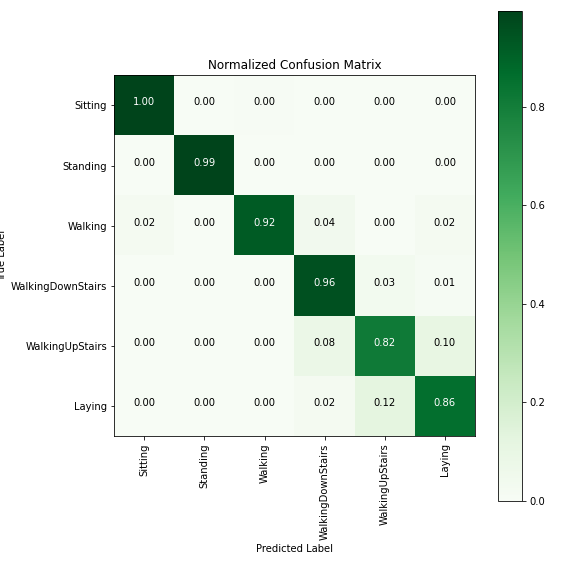 Normalized Confusion Matrix
Sitting 1.00 0.00 0.00 0.00 0.00 0.00
Standing 0.00 0.99 0.00 0.00 0.00 0.00
Walking 0.02 0.00 0.92 0.04 0.00 0.02
WalkingDownStairs 0.00 0.00 0.00 0.96 0.03 0.01
WalkingUpStairs 0.00 0.00 0.00 0.08 0.82 0.10
Laying 0.00 0.00 0.00 0.02 0.12 0.86
True Label
Sitting
Standing
Walking
WalkingDownStairs
WalkingUpStairs
Laying
Predicted Label
0.8
0.6
0.4
0.2
0.0